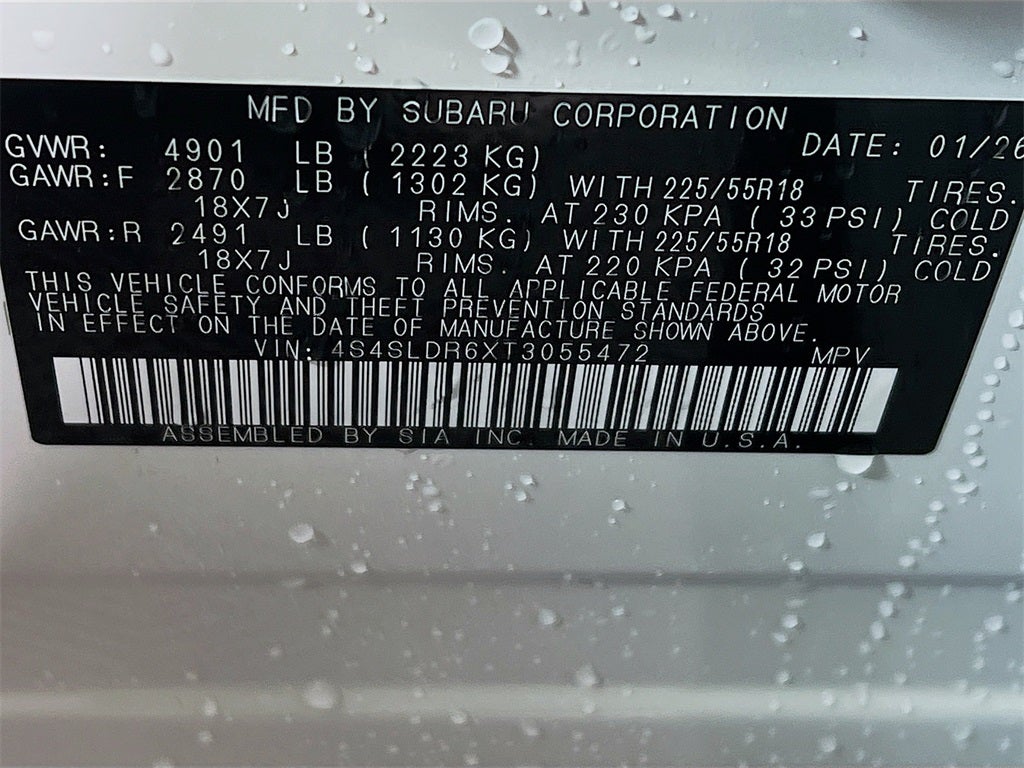 MFD BY SUBARU CORPORATION
GVWR: 4901 LB ( 2223 KG) DATE: 01/26
GAWR:F 2870 LB ( 1302 KG) WITH 225/55R18 TIRES.
18X7J RIMS. AT 230 KPA ( 33 PSI) COLD
GAWR:R 2491 LB ( 1130 KG) WITH 225/55R18 TIRES.
18X7J RIMS. AT 220 KPA ( 32 PSI) COLD
THIS VEHICLE CONFORMS TO ALL APPLICABLE FEDERAL MOTOR
VEHICLE SAFETY AND THEFT PREVENTION STANDARDS
IN EFFECT ON THE DATE OF MANUFACTURE SHOWN ABOVE.
VIN: 4S4SLDR6XT3055472 MPV
ASSEMBLED BY SIA INC. MADE IN U.S.A.